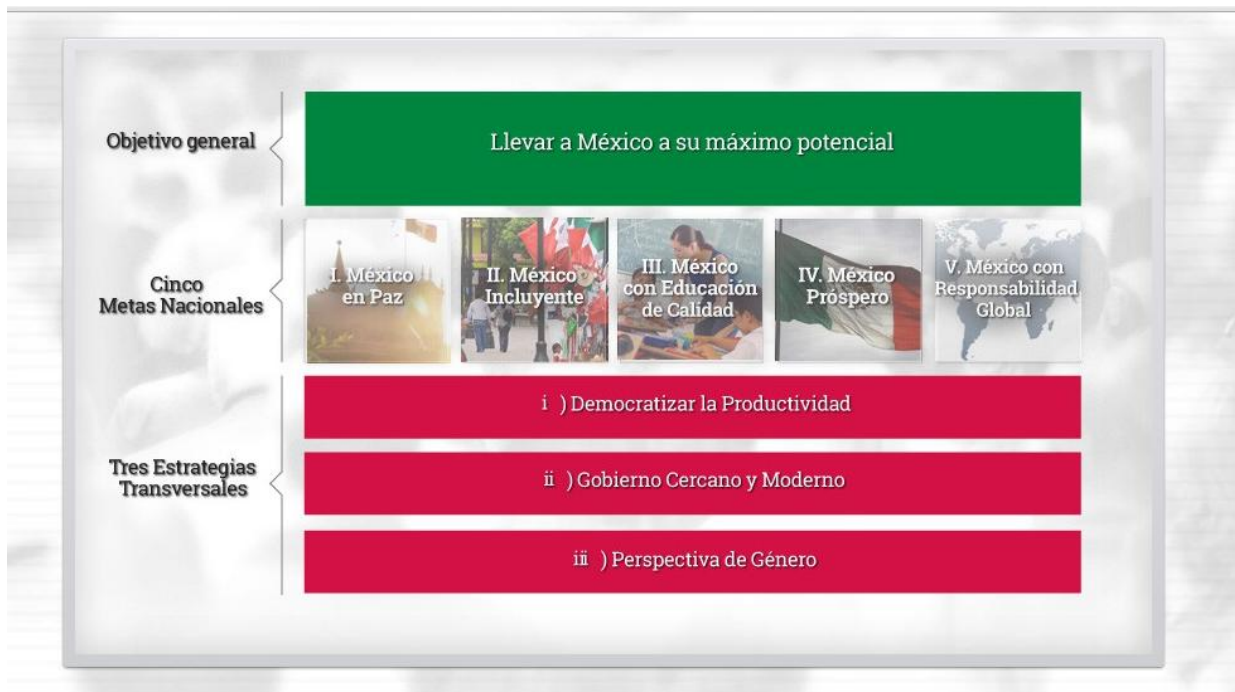 Objetivo general
Llevar a México a su máximo potencial
Cinco
Metas Nacionales
I. México
en Paz
II. México
Incluyente
III. México
con Educación
de Calidad
IV. México
Próspero
V. México con
Responsabilidad
Global
Tres Estrategias
Transversales
i ) Democratizar la Productividad
ii ) Gobierno Cercano y Moderno
iii ) Perspectiva de Género